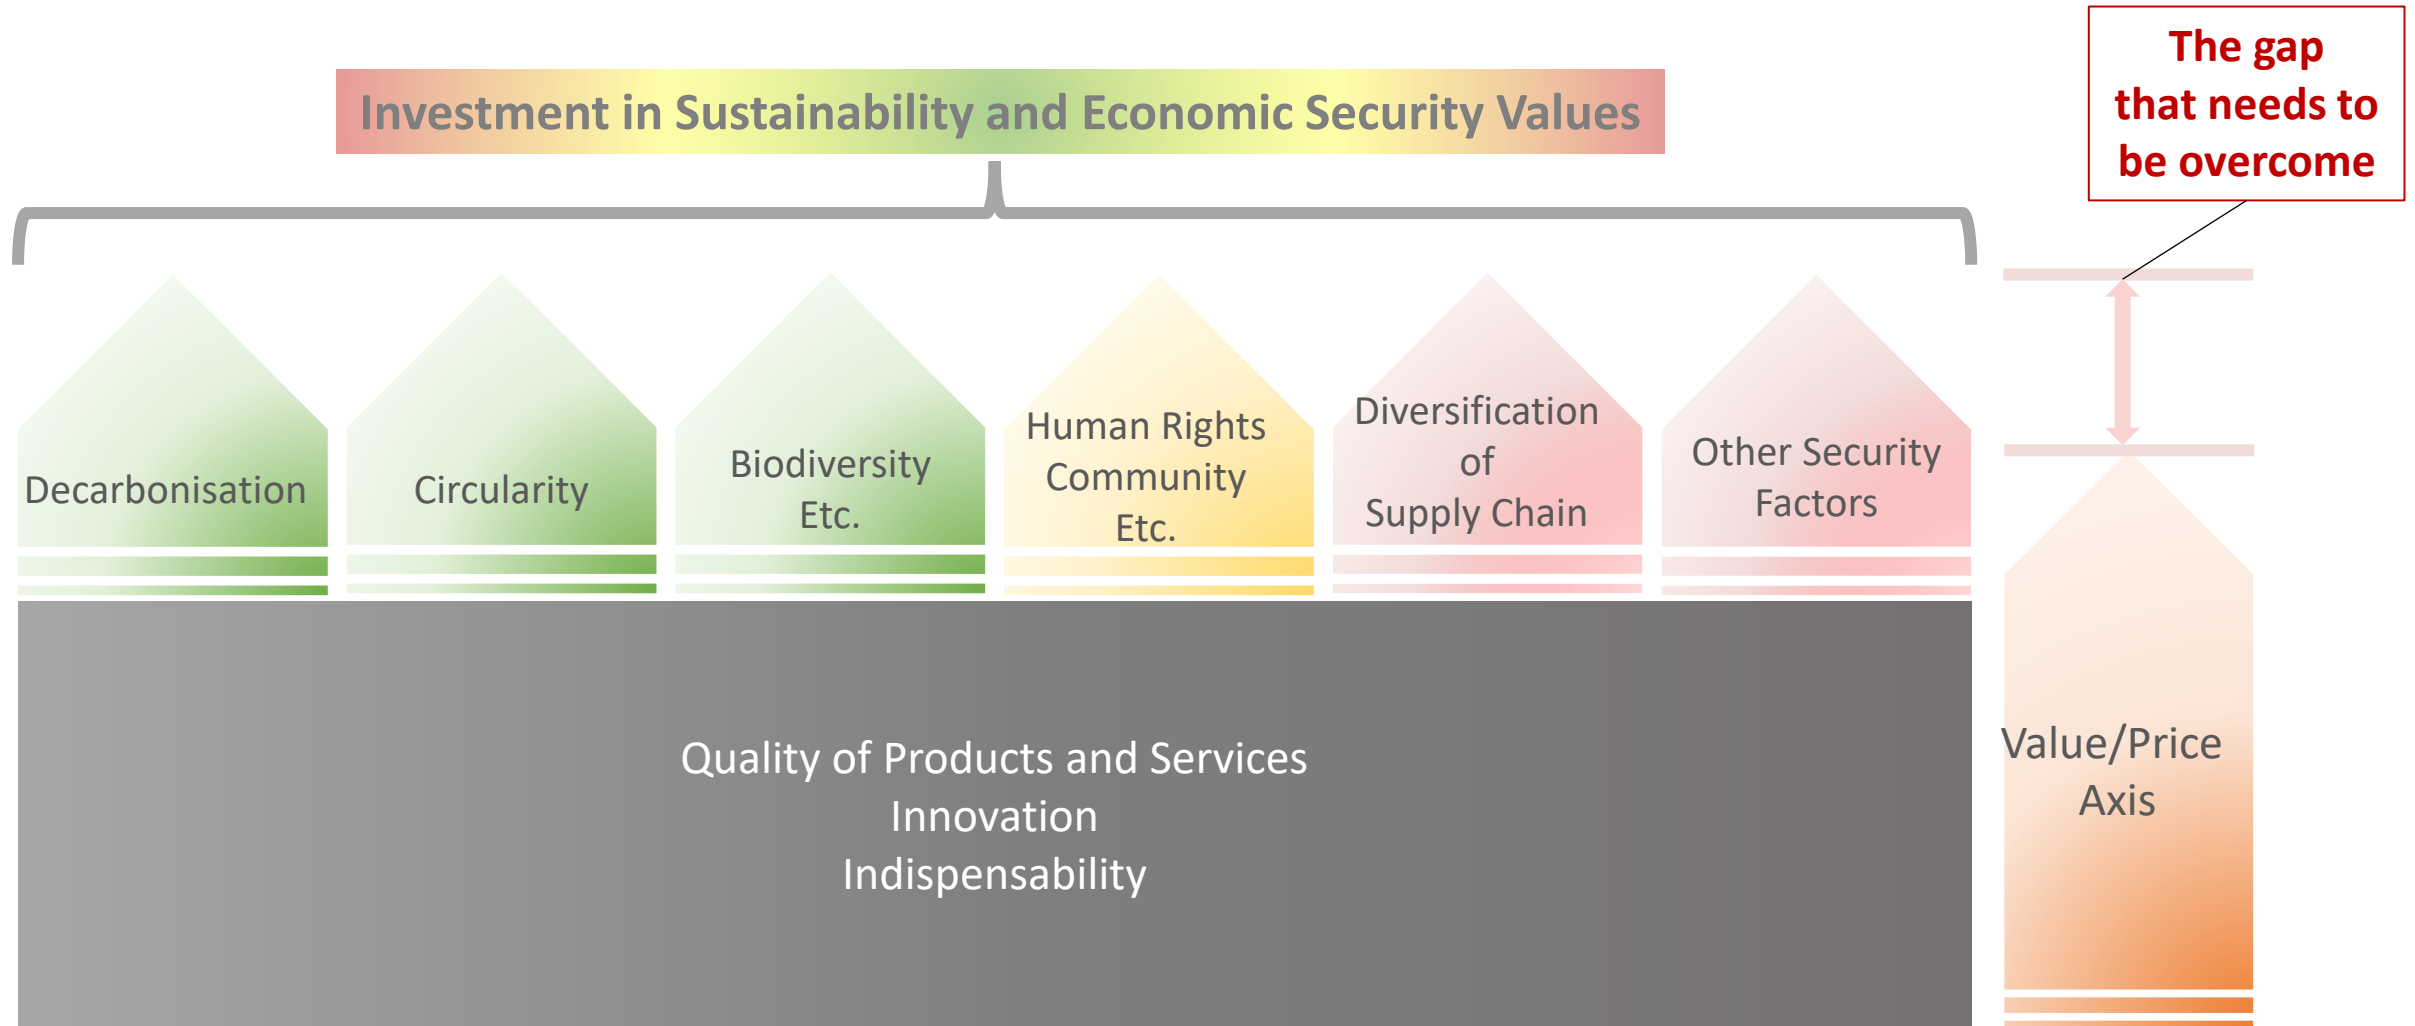 The gap
that needs to
be overcome
Investment in Sustainability and Economic Security Values
Decarbonisation
Circularity
Biodiversity
Etc.
Human Rights
Community
Etc.
Diversification
of
Supply Chain
Other Security
Factors
Quality of Products and Services
Innovation
Indispensability
Value/Price
Axis